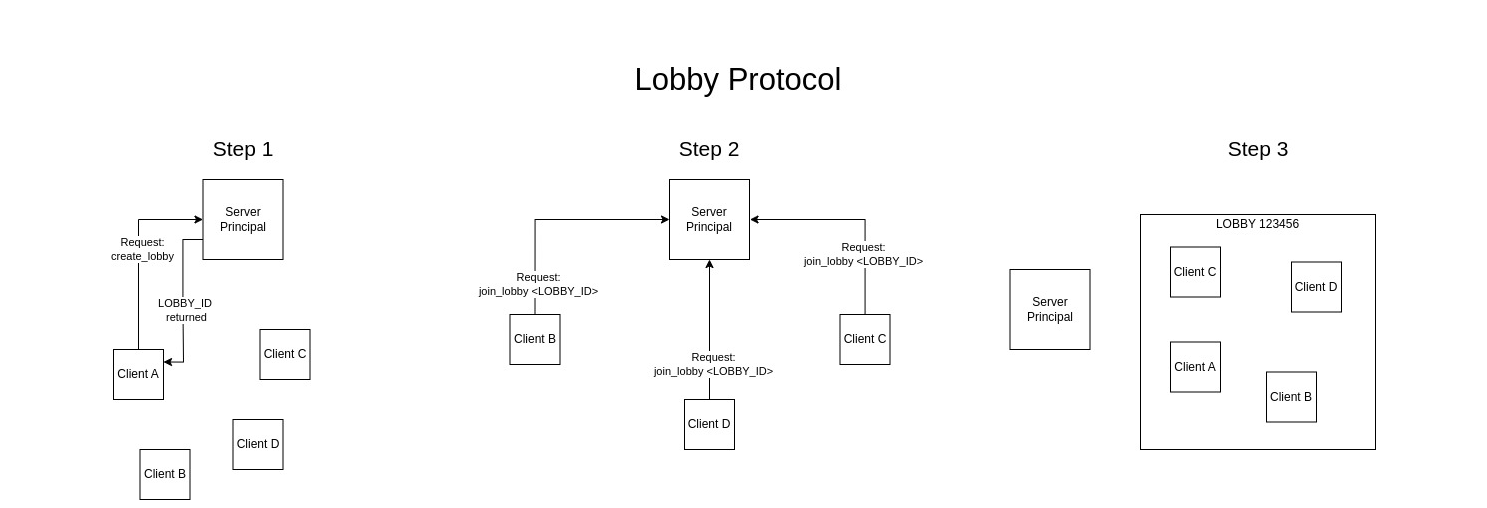 Lobby Protocol
Step 1
Server
Principal
Request:
create_lobby
LOBBY_ID
returned
Client A
Client C
Client D
Client B
Step 2
Server
Principal
Request:
join_lobby <LOBBY_ID>
Client B
Request:
join_lobby <LOBBY_ID>
Client C
Request:
join_lobby <LOBBY_ID>
Client D
Step 3
Server
Principal
LOBBY 123456
Client C
Client D
Client A
Client B